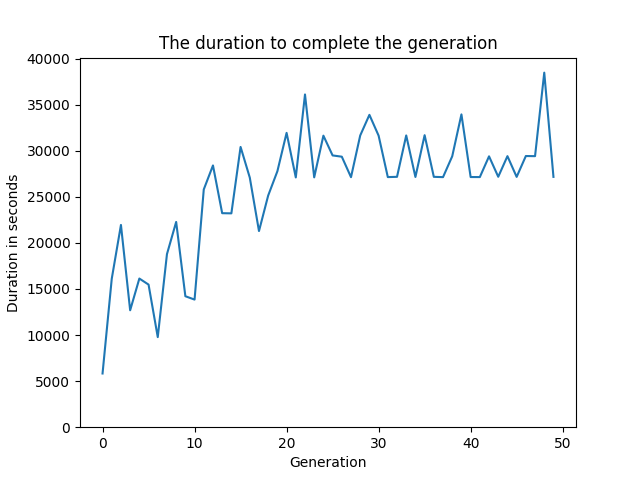 The duration to complete the generation
40000
35000
30000
25000
20000
15000
10000
5000
0
Duration in seconds
0 10 20 30 40 50
Generation